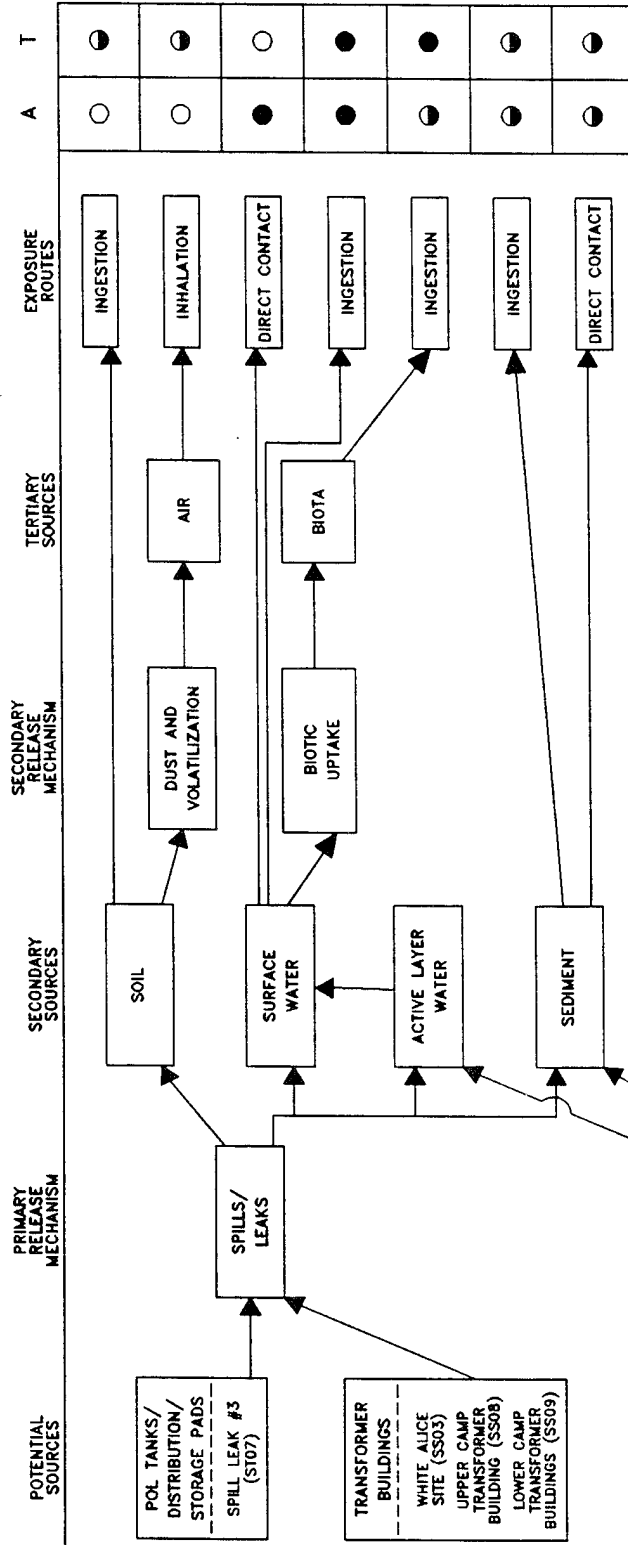 POTENTIAL
SOURCES
PRIMARY
RELEASE
MECHANISM
SECONDARY
SOURCES
SECONDARY
RELEASE
MECHANISM
TERTIARY
SOURCES
EXPOSURE
ROUTES
A
T
POL TANKS/
DISTRIBUTION/
STORAGE PADS
SPILL LEAK #3
(ST07)
TRANSFORMER
BUILDINGS
WHITE ALICE
SITE (SS03)
UPPER CAMP
TRANSFORMER
BUILDING (SS08)
LOWER CAMP
TRANSFORMER
BUILDINGS (SS09)
SPILLS/
LEAKS
SOIL
SURFACE
WATER
ACTIVE LAYER
WATER
SEDIMENT
DUST AND
VOLATILIZATION
BIOTIC
UPTAKE
AIR
BIOTA
INGESTION
INHALATION
DIRECT CONTACT
INGESTION
INGESTION
INGESTION
DIRECT CONTACT